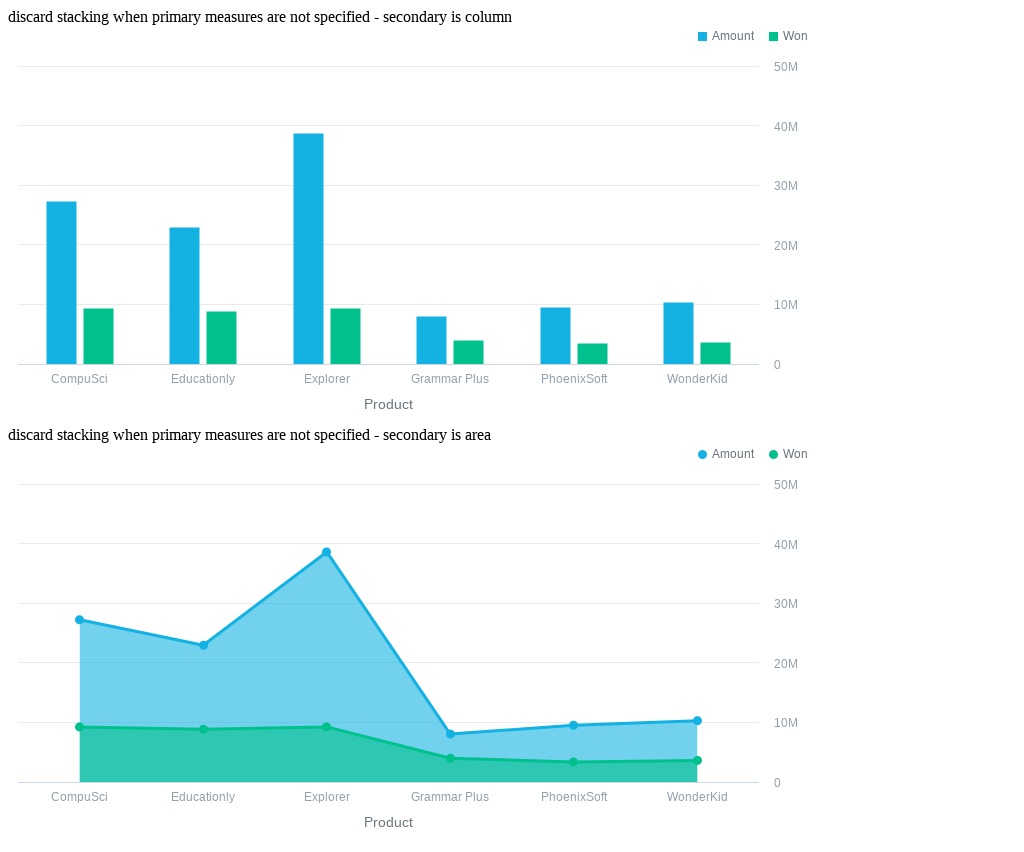 discard stacking when primary measures are not specified - secondary is column
Amount Won
50M
40M
30M
20M
10M
0
CompuSci Educationly Explorer Grammar Plus PhoenixSoft WonderKid
Product
discard stacking when primary measures are not specified - secondary is area
Amount Won
50M
40M
30M
20M
10M
0
CompuSci Educationly Explorer Grammar Plus PhoenixSoft WonderKid
Product